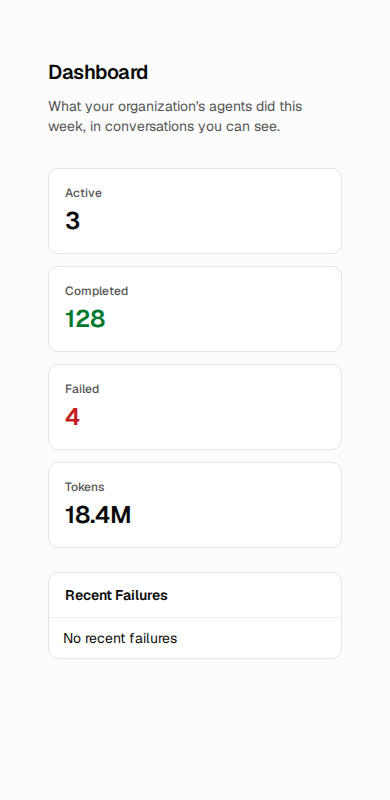 Dashboard
What your organization's agents did this
week, in conversations you can see.
Active
3
Completed
128
Failed
4
Tokens
18.4M
Recent Failures
No recent failures